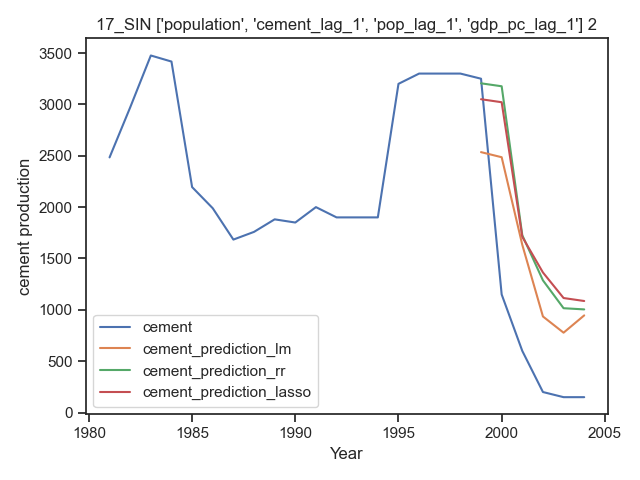 17_SIN ['population', 'cement_lag_1', 'pop_lag_1', 'gdp_pc_lag_1'] 2
3500
3000
2500
2000
1500
1000
500
0
cement production
cement
cement_prediction_lm
cement_prediction_rr
cement_prediction_lasso
1980 1985 1990 1995 2000 2005
Year